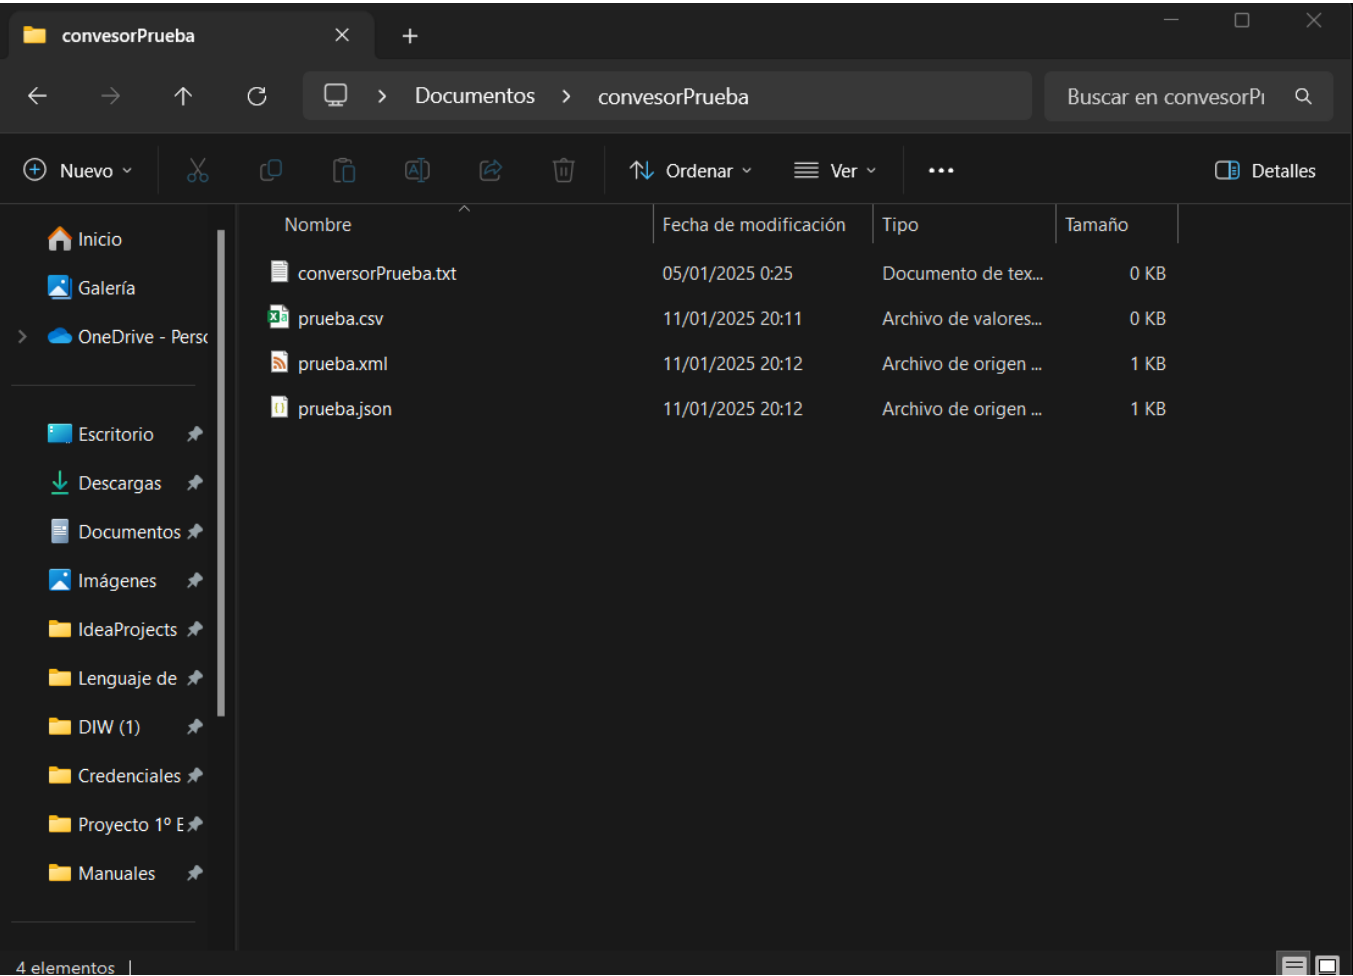 convesorPrueba
Documentos > convesorPrueba
Buscar en convesorPr
Nuevo
Ordenar
Ver
Detalles
Nombre Fecha de modificación Tipo Tamaño
conversorPrueba.txt 05/01/2025 0:25 Documento de tex... 0 KB
prueba.csv 11/01/2025 20:11 Archivo de valores... 0 KB
prueba.xml 11/01/2025 20:12 Archivo de origen ... 1 KB
prueba.json 11/01/2025 20:12 Archivo de origen ... 1 KB
Inicio
Galería
OneDrive - Perso
Escritorio
Descargas
Documentos
Imágenes
IdeaProjects
Lenguaje de
DIW (1)
Credenciales
Proyecto 1º E
Manuales
4 elementos